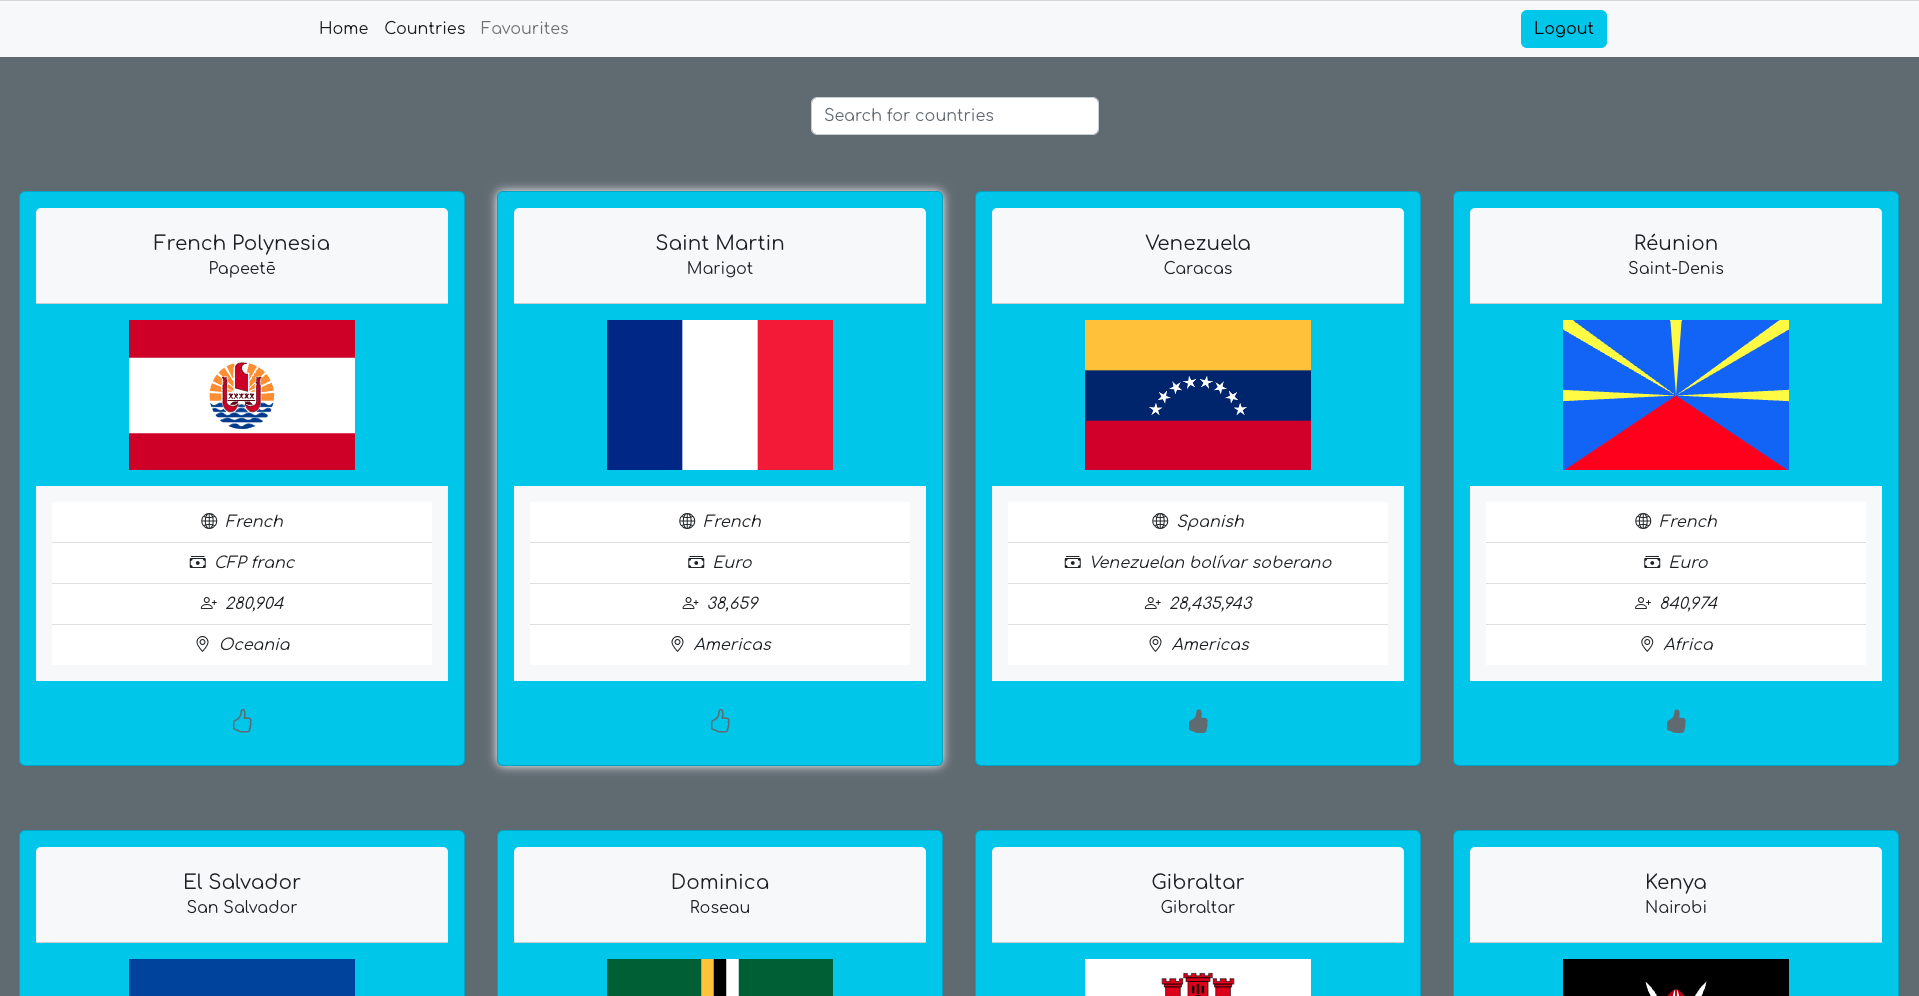 Home Countries Favourites Logout
Search for countries
French Polynesia
Papeetē
French
CFP franc
280,904
Oceania
Saint Martin
Marigot
French
Euro
38,659
Americas
Venezuela
Caracas
Spanish
Venezuelan bolívar soberano
28,435,943
Americas
Réunion
Saint-Denis
French
Euro
840,974
Africa
El Salvador
San Salvador
Dominica
Roseau
Gibraltar
Gibraltar
Kenya
Nairobi